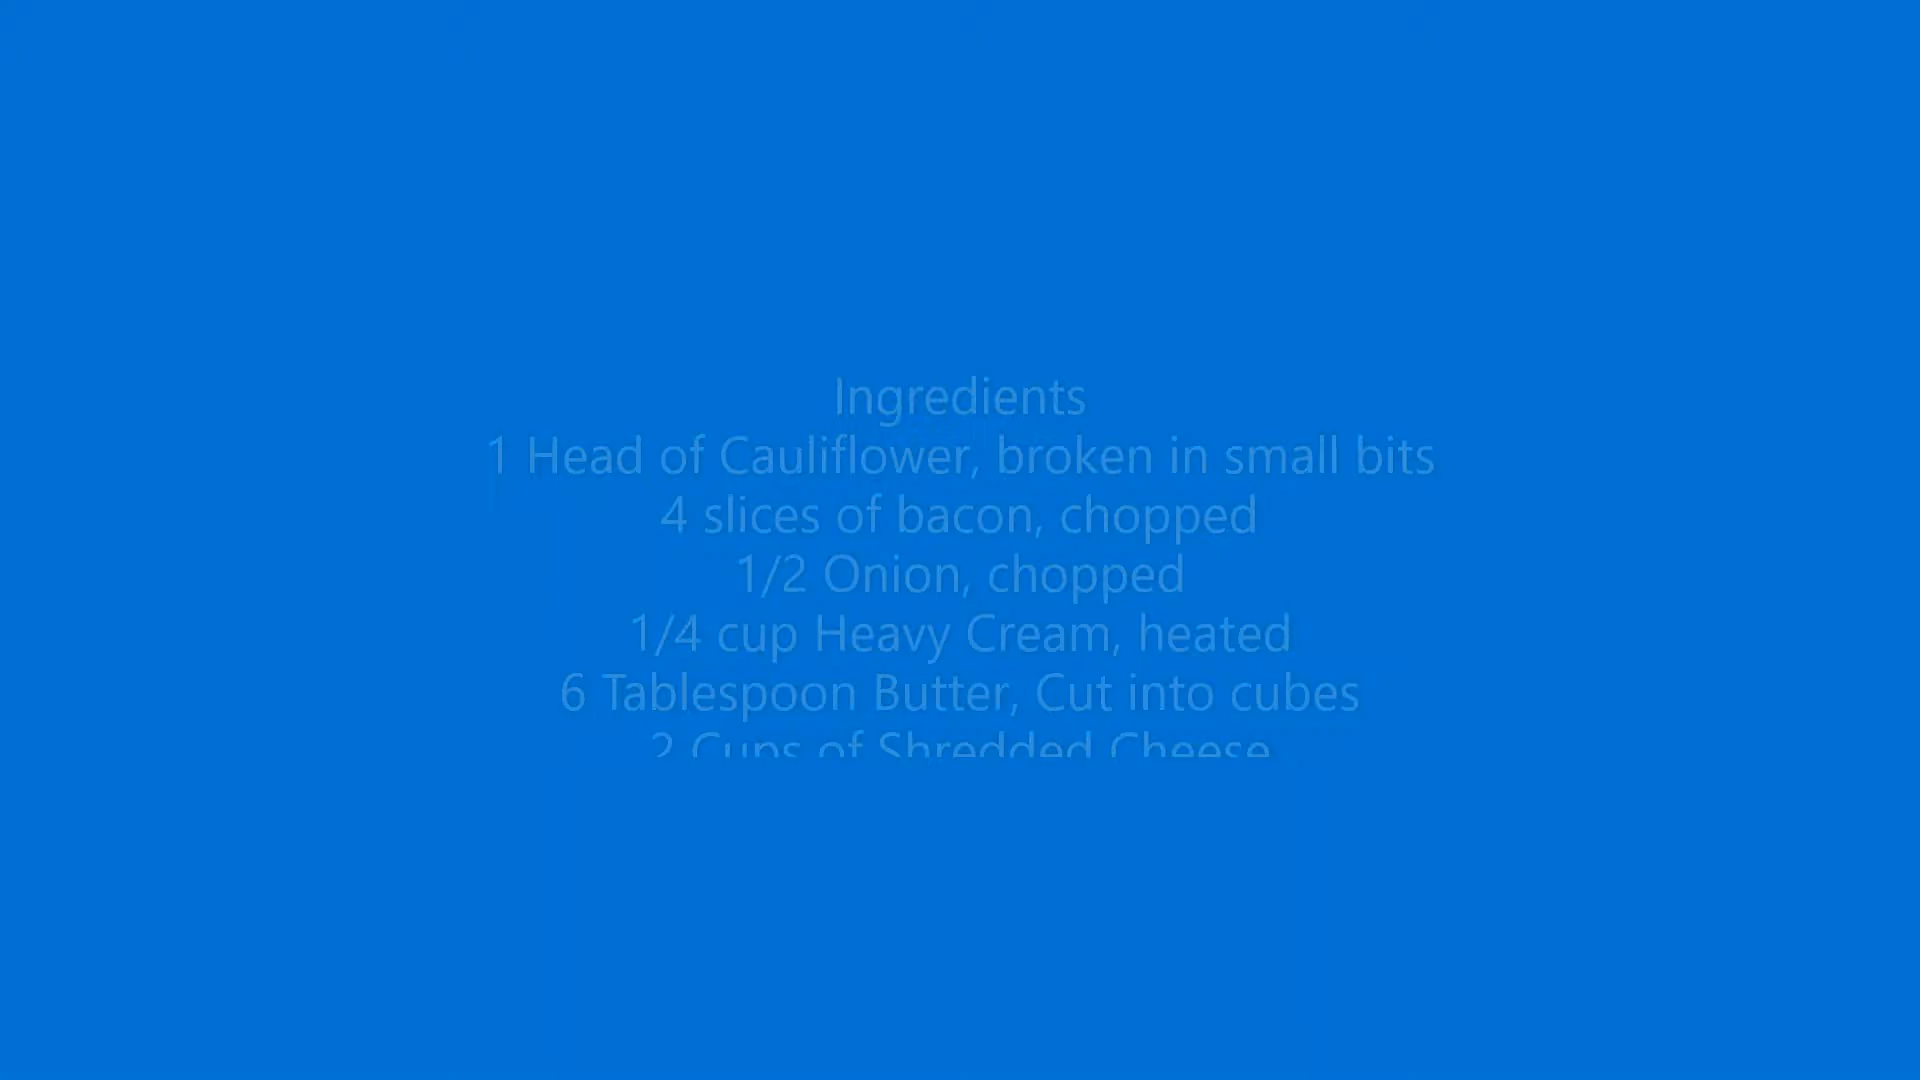 Ingredients
1 Head of Cauliflower, broken in small bits
4 slices of bacon, chopped
1/2 Onion, chopped
1/4 cup Heavy Cream, heated
6 Tablespoon Butter, Cut into cubes
2 Cups of Shredded Cheese